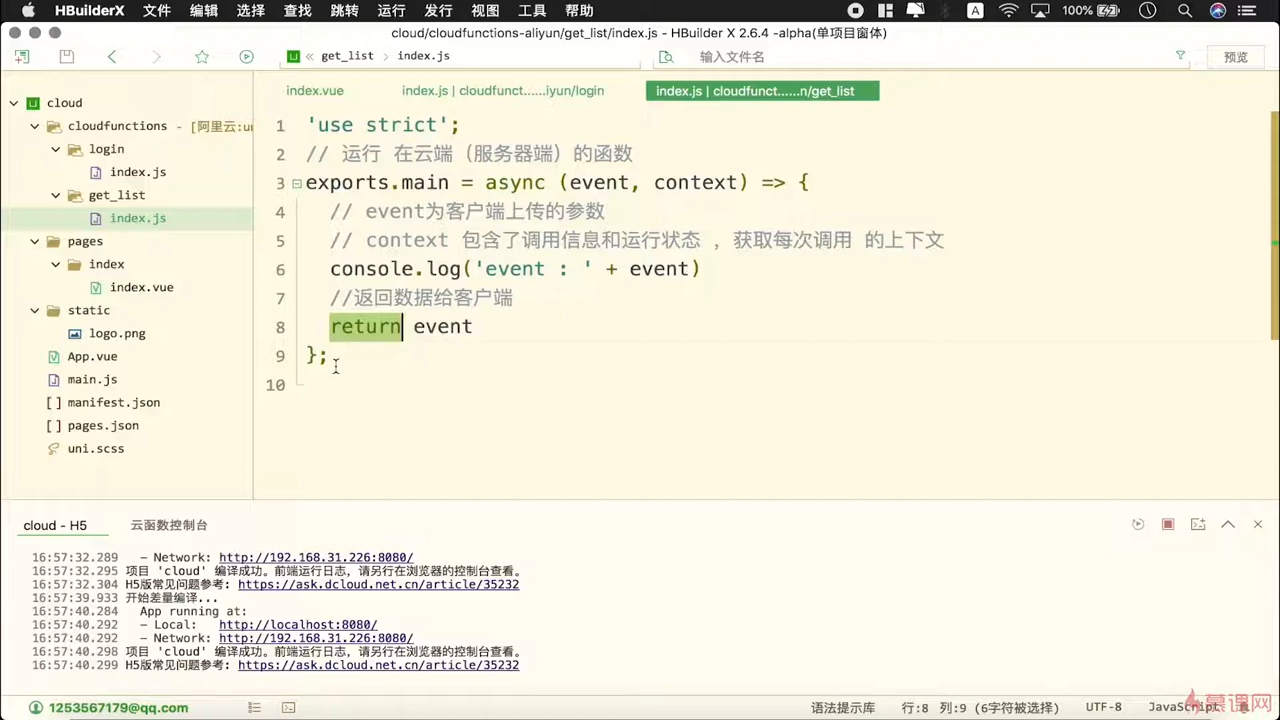 HBuilderX 文件 编辑 选择 查找 跳转 运行 发行 视图 工具 帮助 A 100%
cloud/cloudfunctions-aliyun/get_list/index.js - HBuilder X 2.6.4 -alpha(单项目窗体)
get_list index.js 输入文件名 预览
index.vue index.js | cloudfunct......iyun/login index.js | cloudfunct......n/get_list
cloud
cloudfunctions - [阿里云:un
login
index.js
get_list
index.js
pages
index
index.vue
static
logo.png
App.vue
main.js
[ ] manifest.json
[ ] pages.json
uni.scss
1 'use strict';
2 // 运行 在云端（服务器端）的函数
3 exports.main = async (event, context) => {
4 // event为客户端上传的参数
5 // context 包含了调用信息和运行状态 ，获取每次调用 的上下文
6 console.log('event : ' + event)
7 //返回数据给客户端
8 return event
9 };
10
cloud - H5 云函数控制台
16:57:32.289 - Network: http://192.168.31.226:8080/
16:57:32.295 项目 'cloud' 编译成功。前端运行日志，请另行在浏览器的控制台查看。
16:57:32.304 H5版常见问题参考: https://ask.dcloud.net.cn/article/35232
16:57:39.933 开始差量编译...
16:57:40.284 App running at:
16:57:40.292 - Local: http://localhost:8080/
16:57:40.292 - Network: http://192.168.31.226:8080/
16:57:40.298 项目 'cloud' 编译成功。前端运行日志，请另行在浏览器的控制台查看。
16:57:40.299 H5版常见问题参考: https://ask.dcloud.net.cn/article/35232
1253567179@qq.com 语法提示库 行:8 列:9 (6字符被选择) UTF-8 JavaScript
慕课网